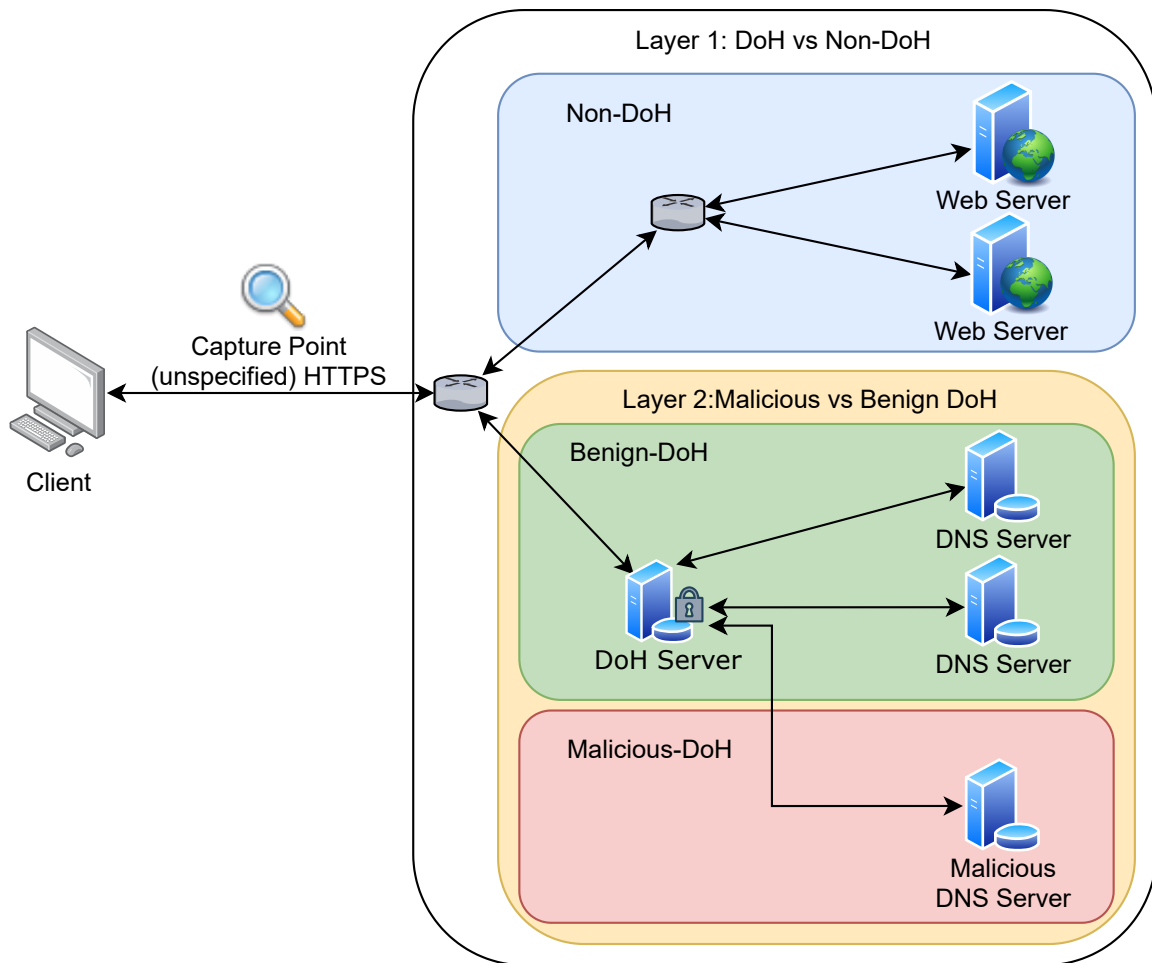 Layer 1: DoH vs Non-DoH
Non-DoH
Web Server
Web Server
Capture Point
(unspecified) HTTPS
Client
Layer 2:Malicious vs Benign DoH
Benign-DoH
DNS Server
DoH Server
DNS Server
Malicious-DoH
Malicious
DNS Server